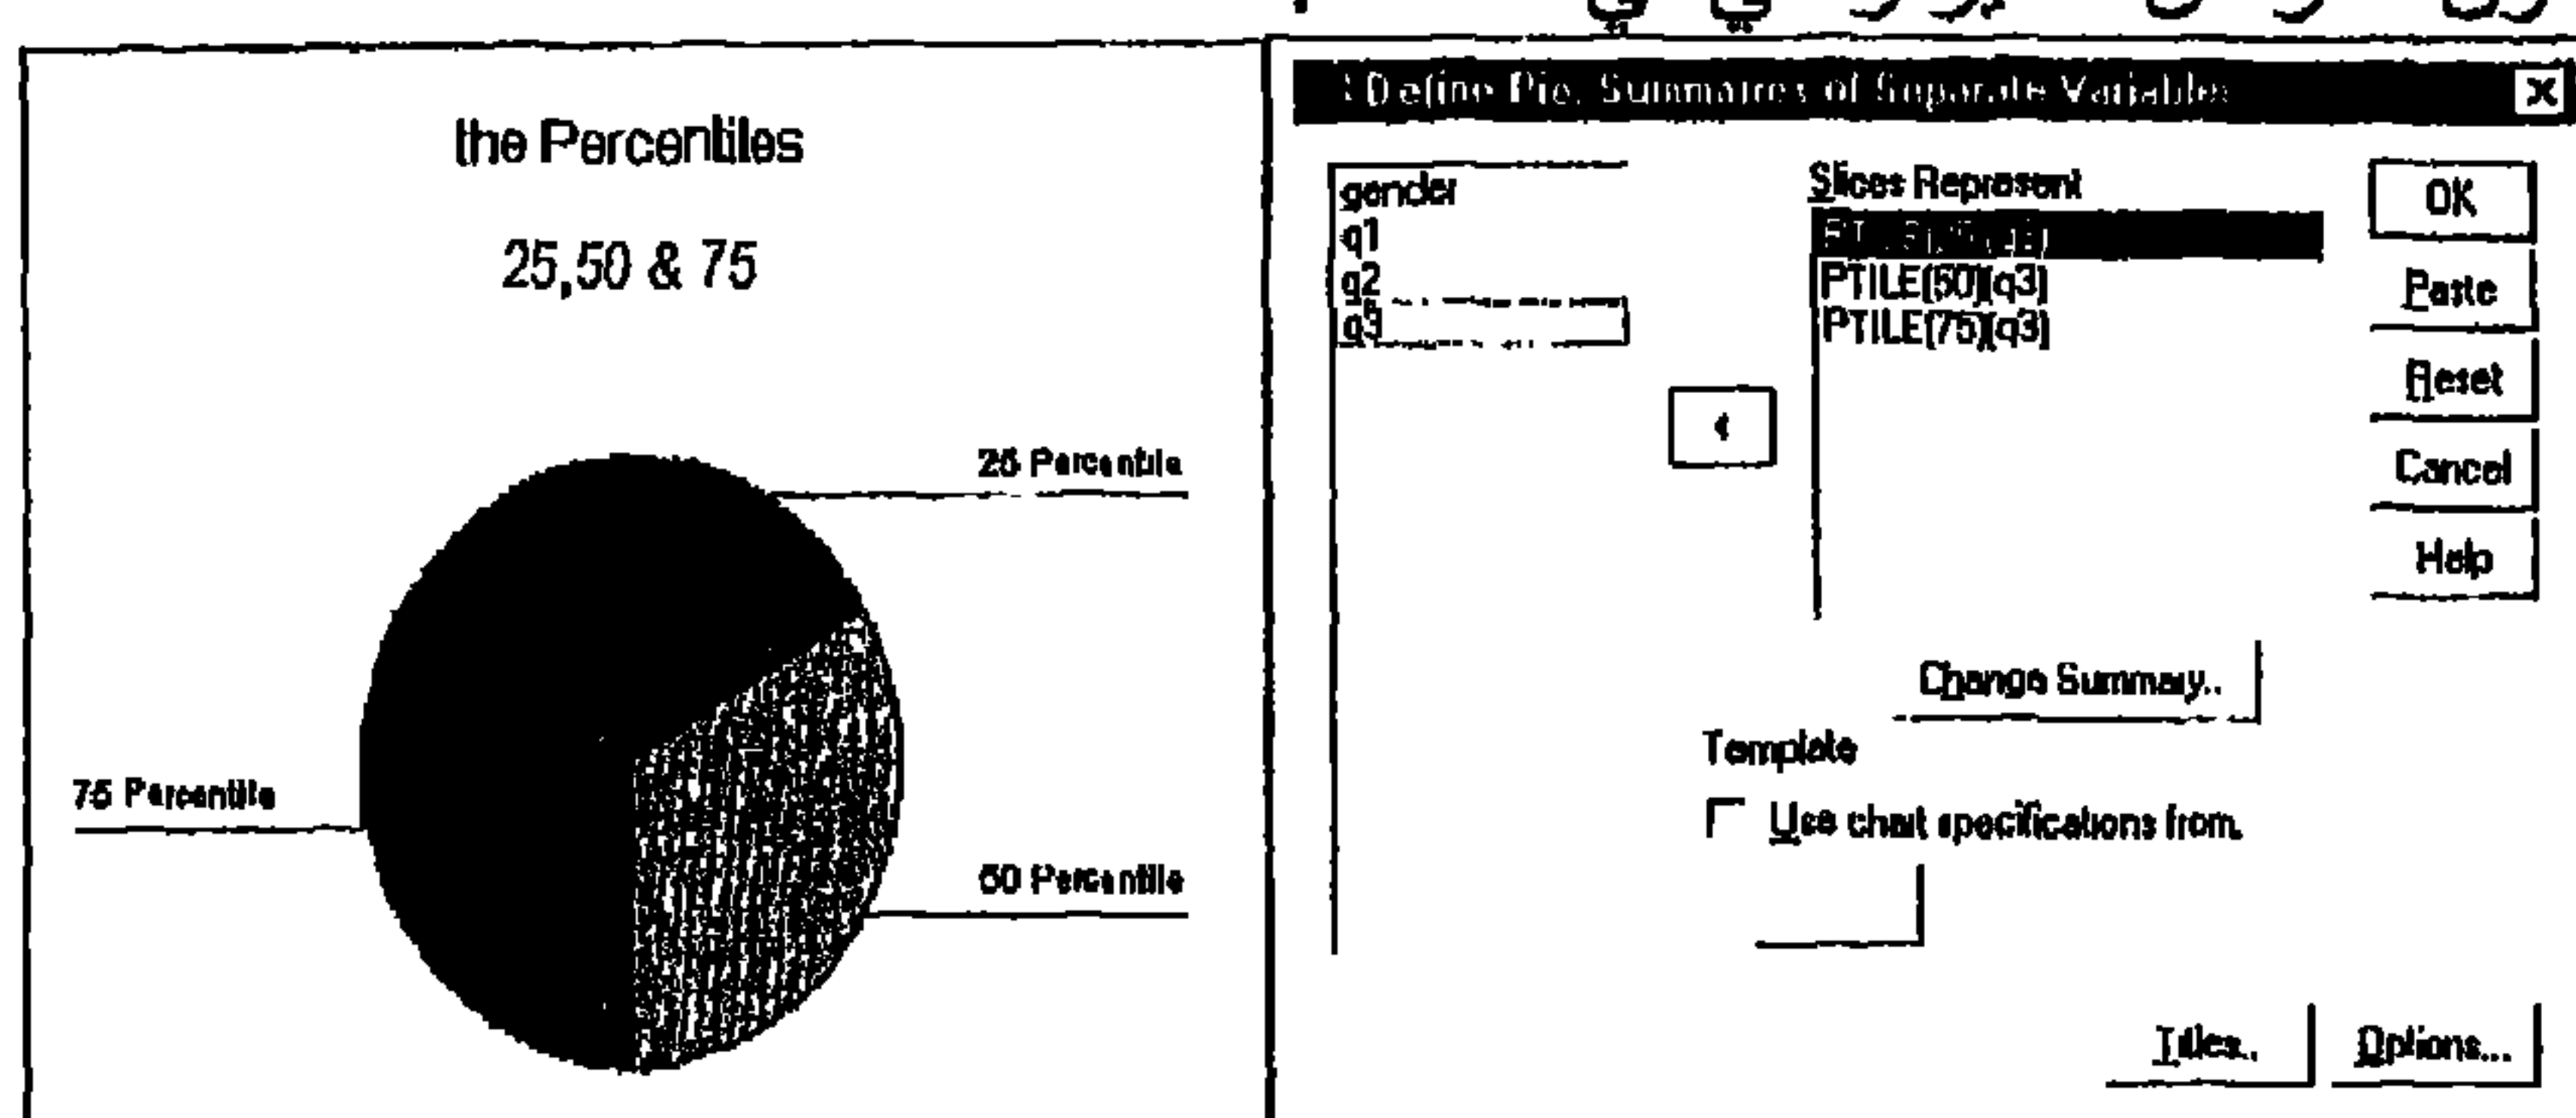 the Percentiles
25,50 & 75
25 Percentile
75 Percentile
50 Percentile
Define Pie: Summaires of Separate Variables
gender
q1
q2
q3
Slices Represent
PTILE(50)(q3)
PTILE(75)(q3)
OK
Paste
Reset
Cancel
Help
Change Summary..
Template
Use chart specifications from:
Titles..
Options...